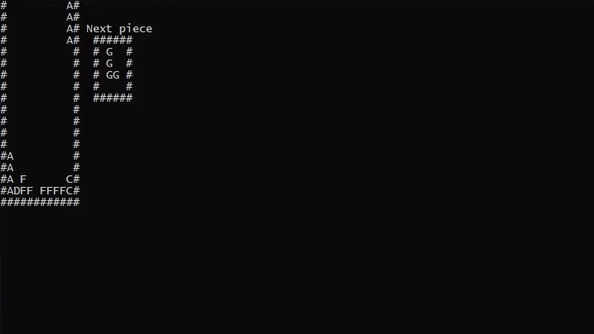 #         A#
#         A#
#         A# Next piece
#         A#  ######
#          #  # G  #
#          #  # G  #
#          #  # GG #
#          #  #    #
#          #  ######
#          #
#          #
#          #
#          #
#A         #
#A         #
#A F      C#
#ADFF FFFFC#
############